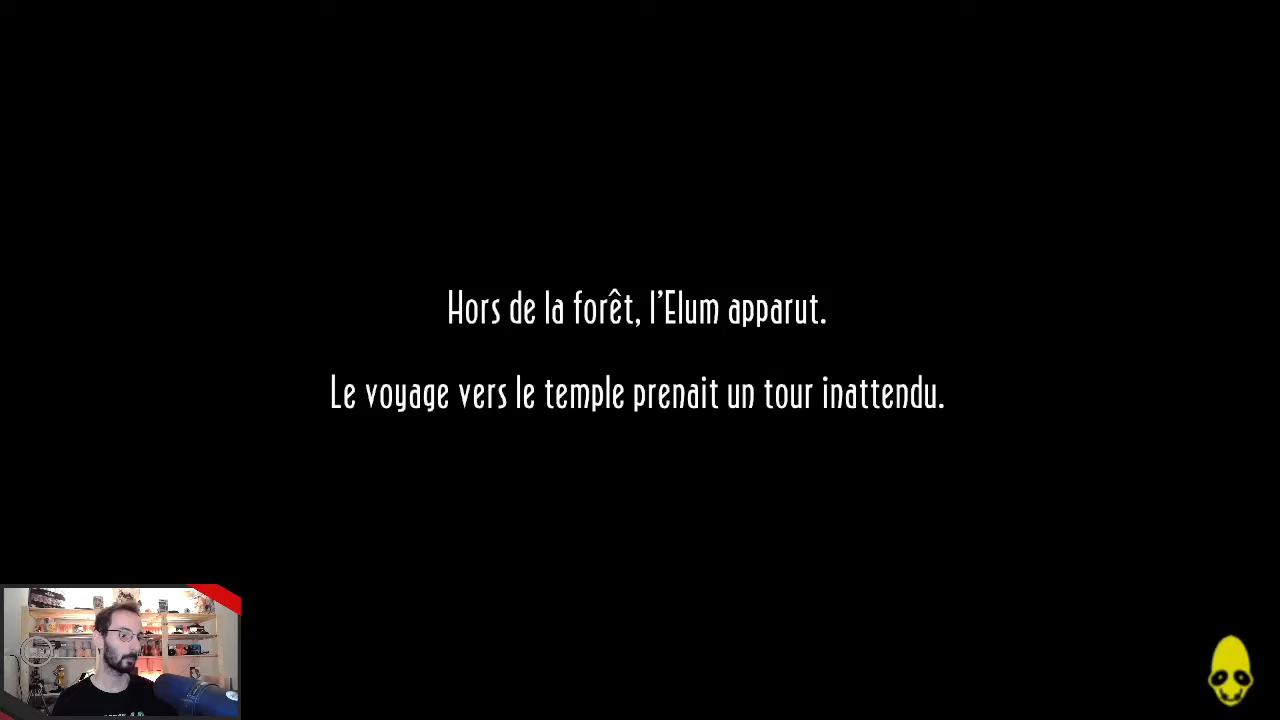 Hors de la forêt, l'Elum apparut.
Le voyage vers le temple prenait un tour inattendu.